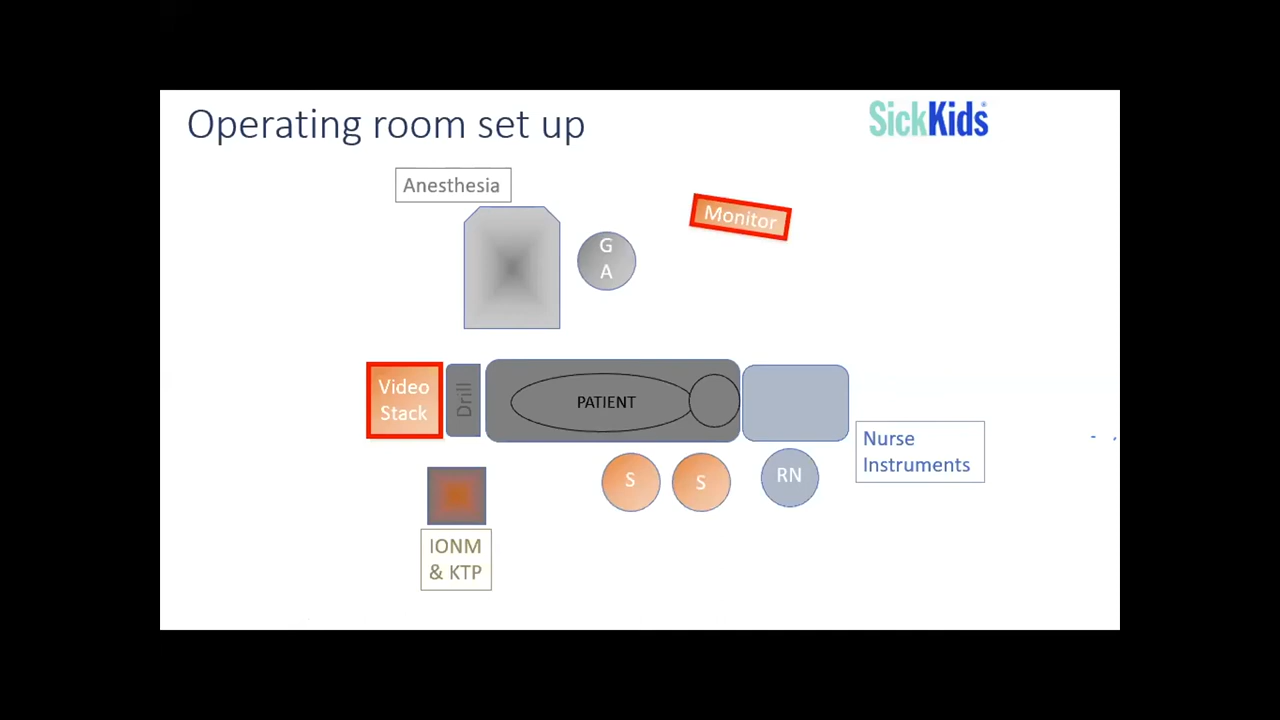 Operating room set up
SickKids
Anesthesia
Monitor
G
A
Video
Stack
Drill
PATIENT
Nurse
Instruments
S
S
RN
IONM
& KTP